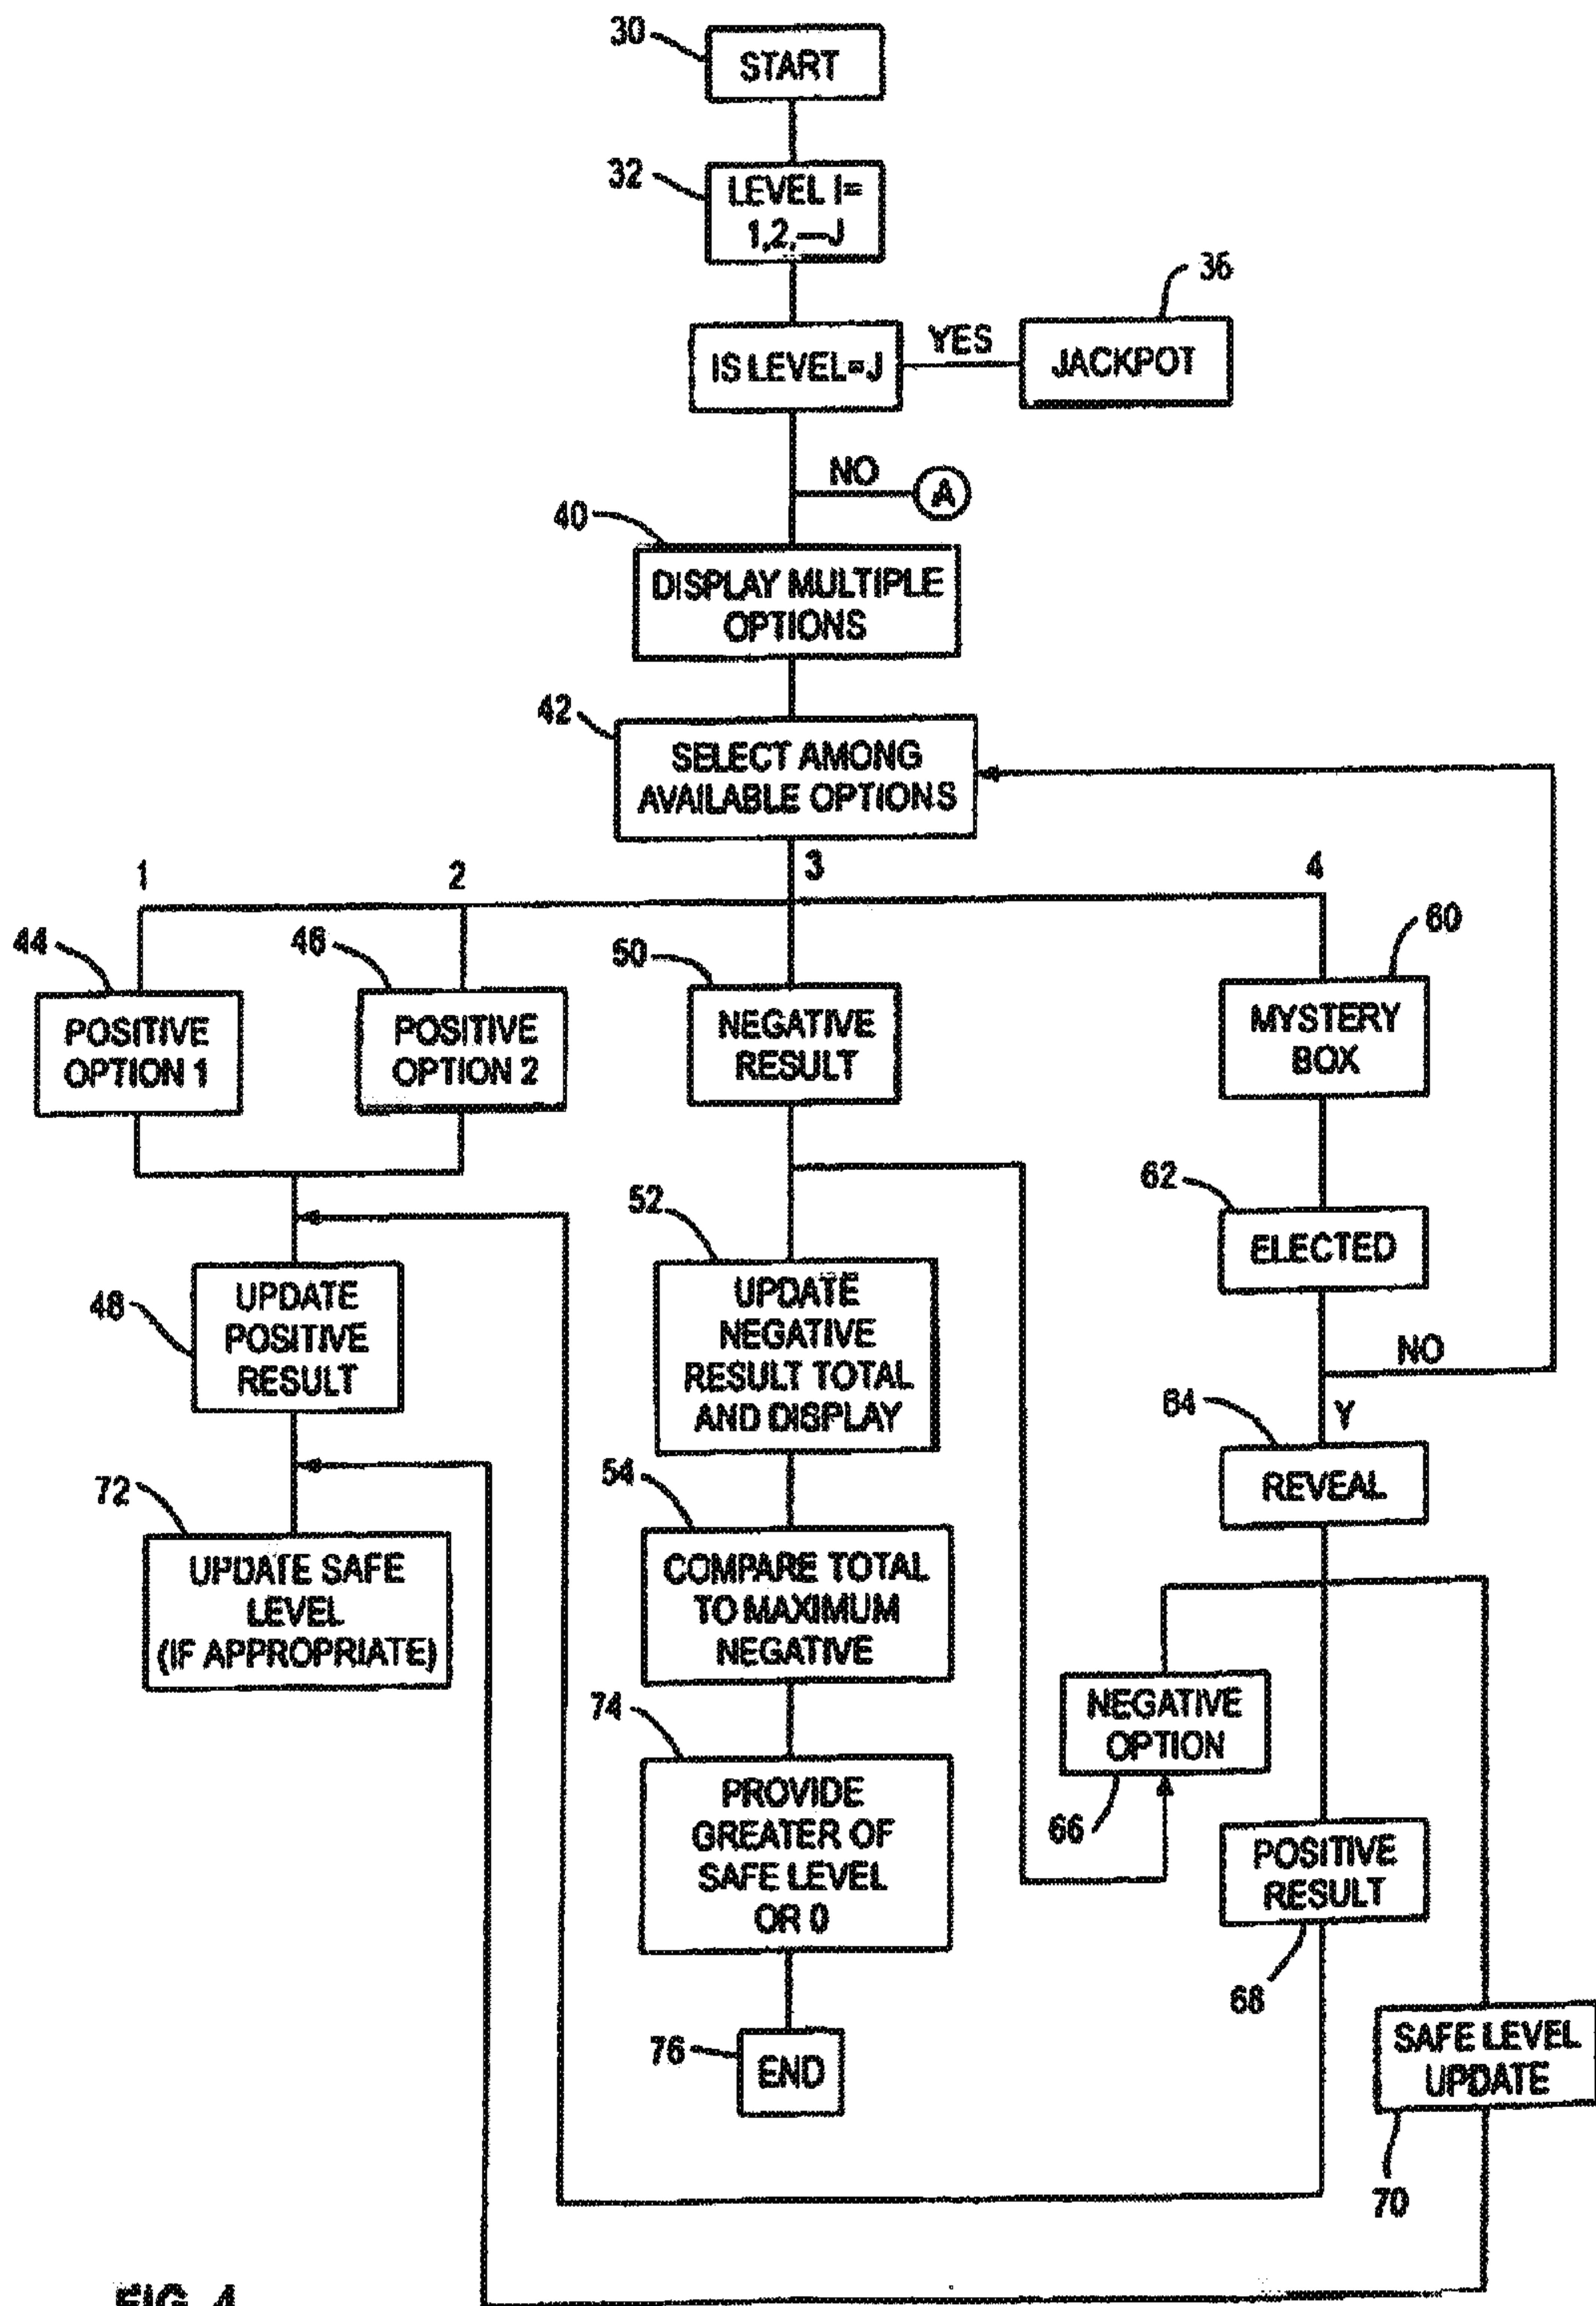 30
START
32
LEVEL I=
1,2,—J
36
IS LEVEL=J
YES
JACKPOT
NO
A
40
DISPLAY MULTIPLE
OPTIONS
42
SELECT AMONG
AVAILABLE OPTIONS
1
2
3
4
44
POSITIVE
OPTION 1
46
POSITIVE
OPTION 2
50
NEGATIVE
RESULT
60
MYSTERY
BOX
62
ELECTED
NO
Y
64
REVEAL
48
UPDATE
POSITIVE
RESULT
52
UPDATE
NEGATIVE
RESULT TOTAL
AND DISPLAY
72
UPDATE SAFE
LEVEL
(IF APPROPRIATE)
54
COMPARE TOTAL
TO MAXIMUM
NEGATIVE
74
PROVIDE
GREATER OF
SAFE LEVEL
OR 0
76
END
NEGATIVE
OPTION
66
POSITIVE
RESULT
68
SAFE LEVEL
UPDATE
70
FIG. 4